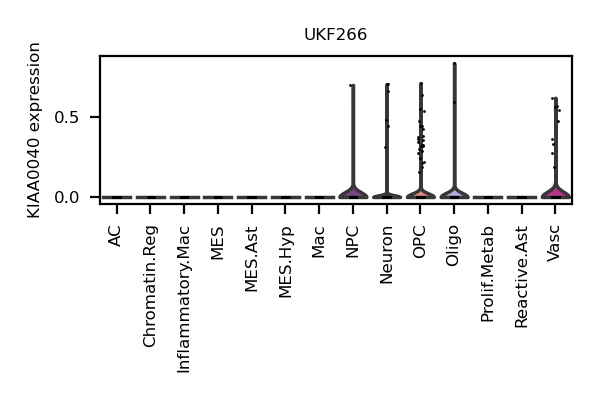 UKF266
KIAA0040 expression
0.5
0.0
AC
Chromatin.Reg
Inflammatory.Mac
MES
MES.Ast
MES.Hyp
Mac
NPC
Neuron
OPC
Oligo
Prolif.Metab
Reactive.Ast
Vasc